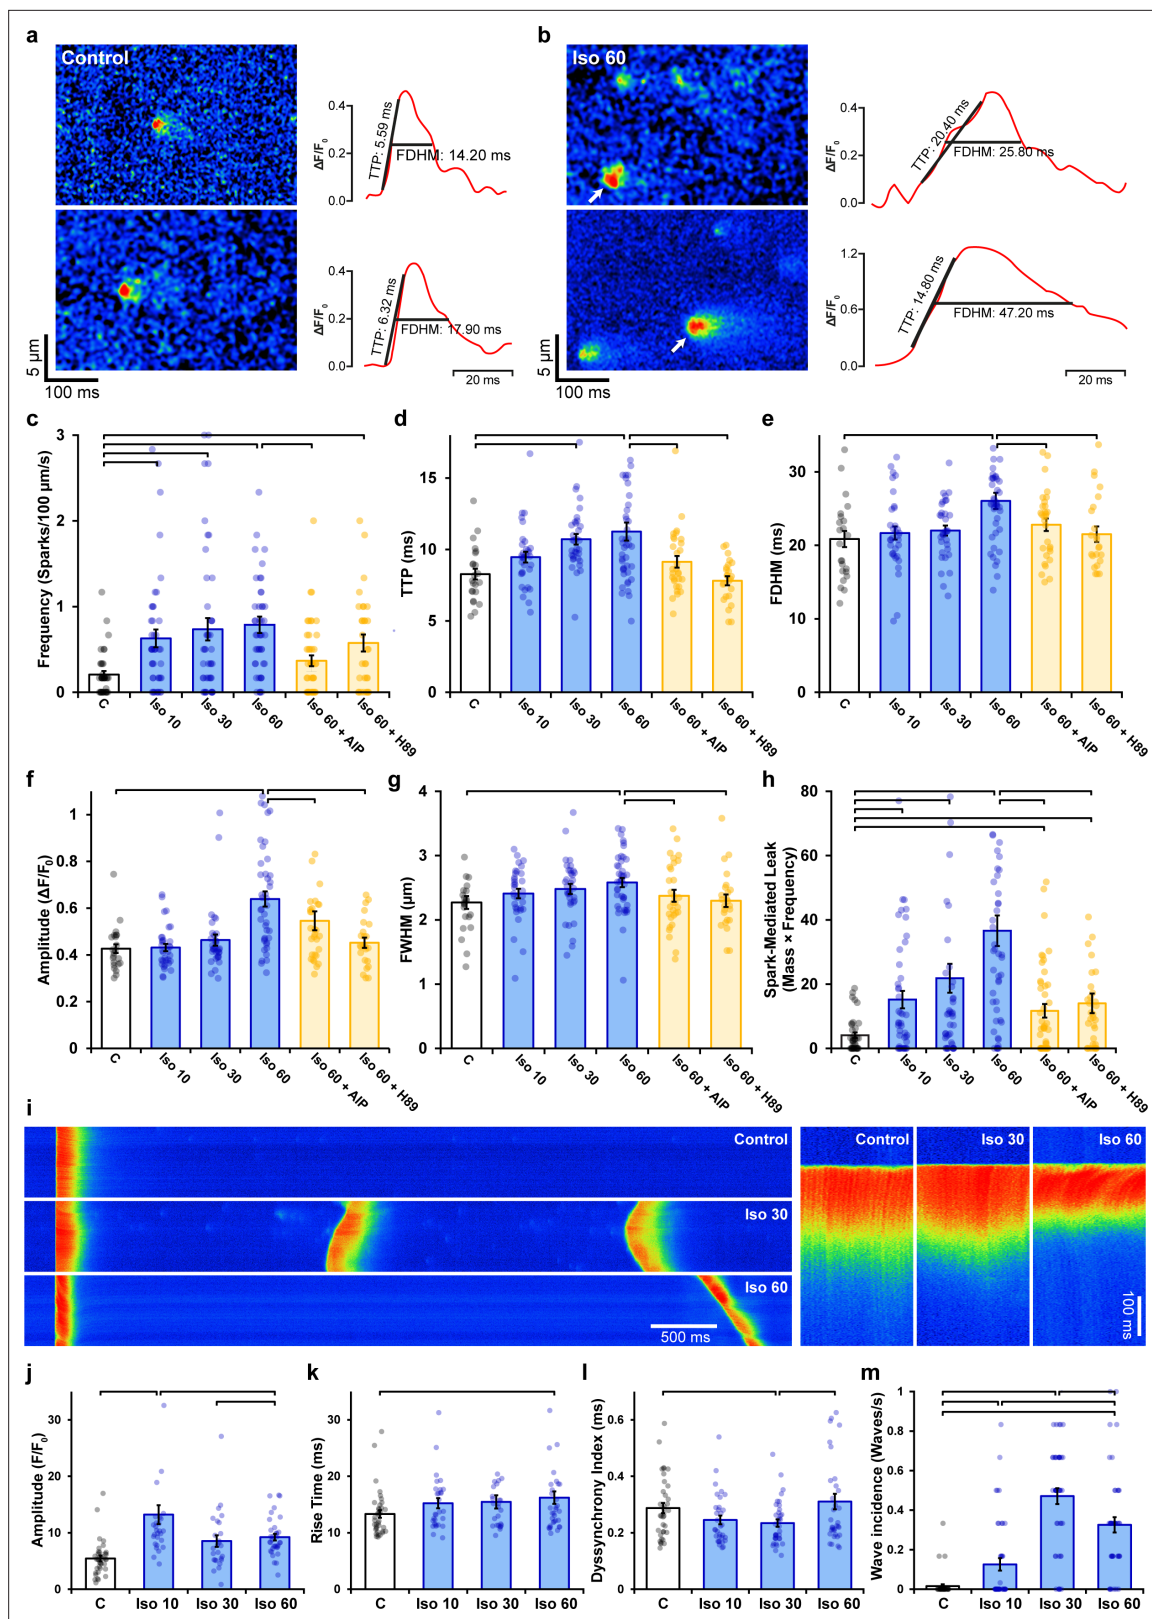 a
Control
0.4
0.2
0.0
ΔF/F0
TTP: 5.59 ms
FDHM: 14.20 ms
0.4
0.2
0.0
ΔF/F0
TTP: 6.32 ms
FDHM: 17.90 ms
20 ms
5 µm
100 ms
b
Iso 60
0.4
0.2
0.0
ΔF/F0
TTP: 20.40 ms
FDHM: 25.80 ms
1.2
0.6
0.0
ΔF/F0
TTP: 14.80 ms
FDHM: 47.20 ms
20 ms
5 µm
100 ms
c
Frequency (Sparks/100 µm/s)
3
2
1
0
C
Iso 10
Iso 30
Iso 60
Iso 60 + AIP
Iso 60 + H89
d
TTP (ms)
15
10
5
0
C
Iso 10
Iso 30
Iso 60
Iso 60 + AIP
Iso 60 + H89
e
FDHM (ms)
30
20
10
0
C
Iso 10
Iso 30
Iso 60
Iso 60 + AIP
Iso 60 + H89
f
Amplitude (ΔF/F0)
1
0.8
0.6
0.4
0.2
0
C
Iso 10
Iso 30
Iso 60
Iso 60 + AIP
Iso 60 + H89
g
FWHM (µm)
4
3
2
1
0
C
Iso 10
Iso 30
Iso 60
Iso 60 + AIP
Iso 60 + H89
h
Spark-Mediated Leak
(Mass × Frequency)
80
60
40
20
0
C
Iso 10
Iso 30
Iso 60
Iso 60 + AIP
Iso 60 + H89
i
Control
Iso 30
Iso 60
500 ms
Control
Iso 30
Iso 60
100 ms
j
Amplitude (F/F0)
30
20
10
0
C
Iso 10
Iso 30
Iso 60
k
Rise Time (ms)
30
20
10
0
C
Iso 10
Iso 30
Iso 60
l
Dyssynchrony Index (ms)
0.6
0.4
0.2
0
C
Iso 10
Iso 30
Iso 60
m
Wave incidence (Waves/s)
1
0.8
0.6
0.4
0.2
0
C
Iso 10
Iso 30
Iso 60